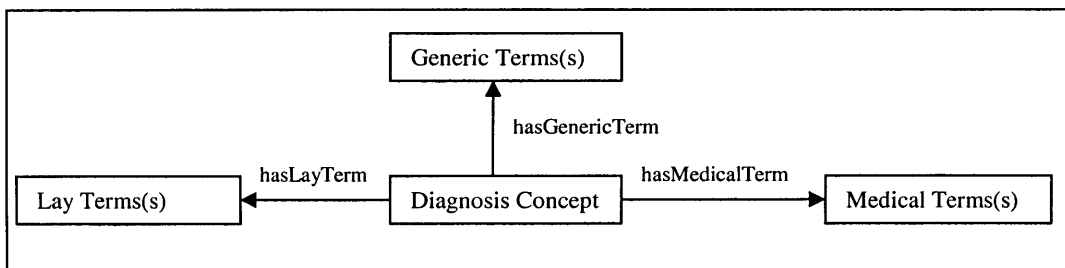 Generic Terms(s)
hasGenericTerm
hasLayTerm
hasMedicalTerm
Lay Terms(s)
Diagnosis Concept
Medical Terms(s)